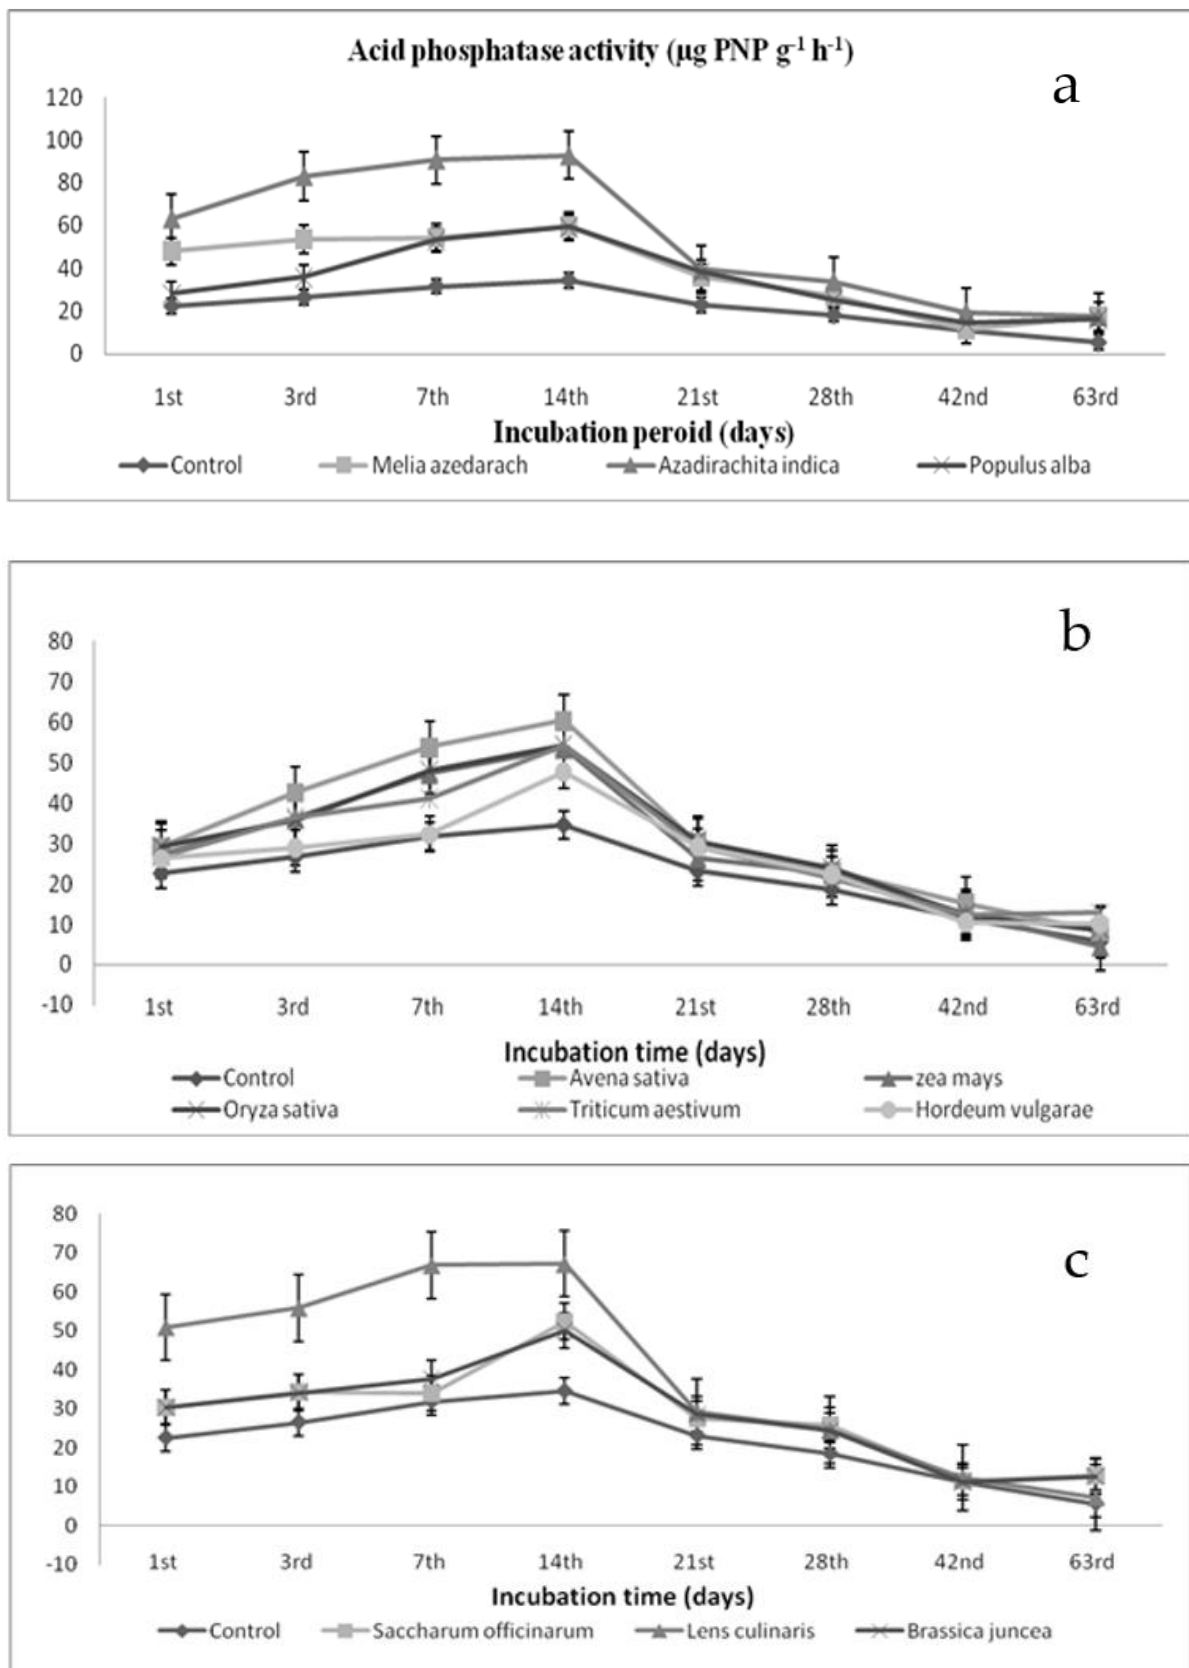 Acid phosphatase activity (µg PNP g⁻¹ h⁻¹)
a
120
100
80
60
40
20
0
1st 3rd 7th 14th 21st 28th 42nd 63rd
Incubation peroid (days)
Control Melia azedarach Azadirachita indica Populus alba
b
80
70
60
50
40
30
20
10
0
-10
1st 3rd 7th 14th 21st 28th 42nd 63rd
Incubation time (days)
Control Avena sativa zea mays
Oryza sativa Triticum aestivum Hordeum vulgarae
c
80
70
60
50
40
30
20
10
0
-10
1st 3rd 7th 14th 21st 28th 42nd 63rd
Incubation time (days)
Control Saccharum officinarum Lens culinaris Brassica juncea